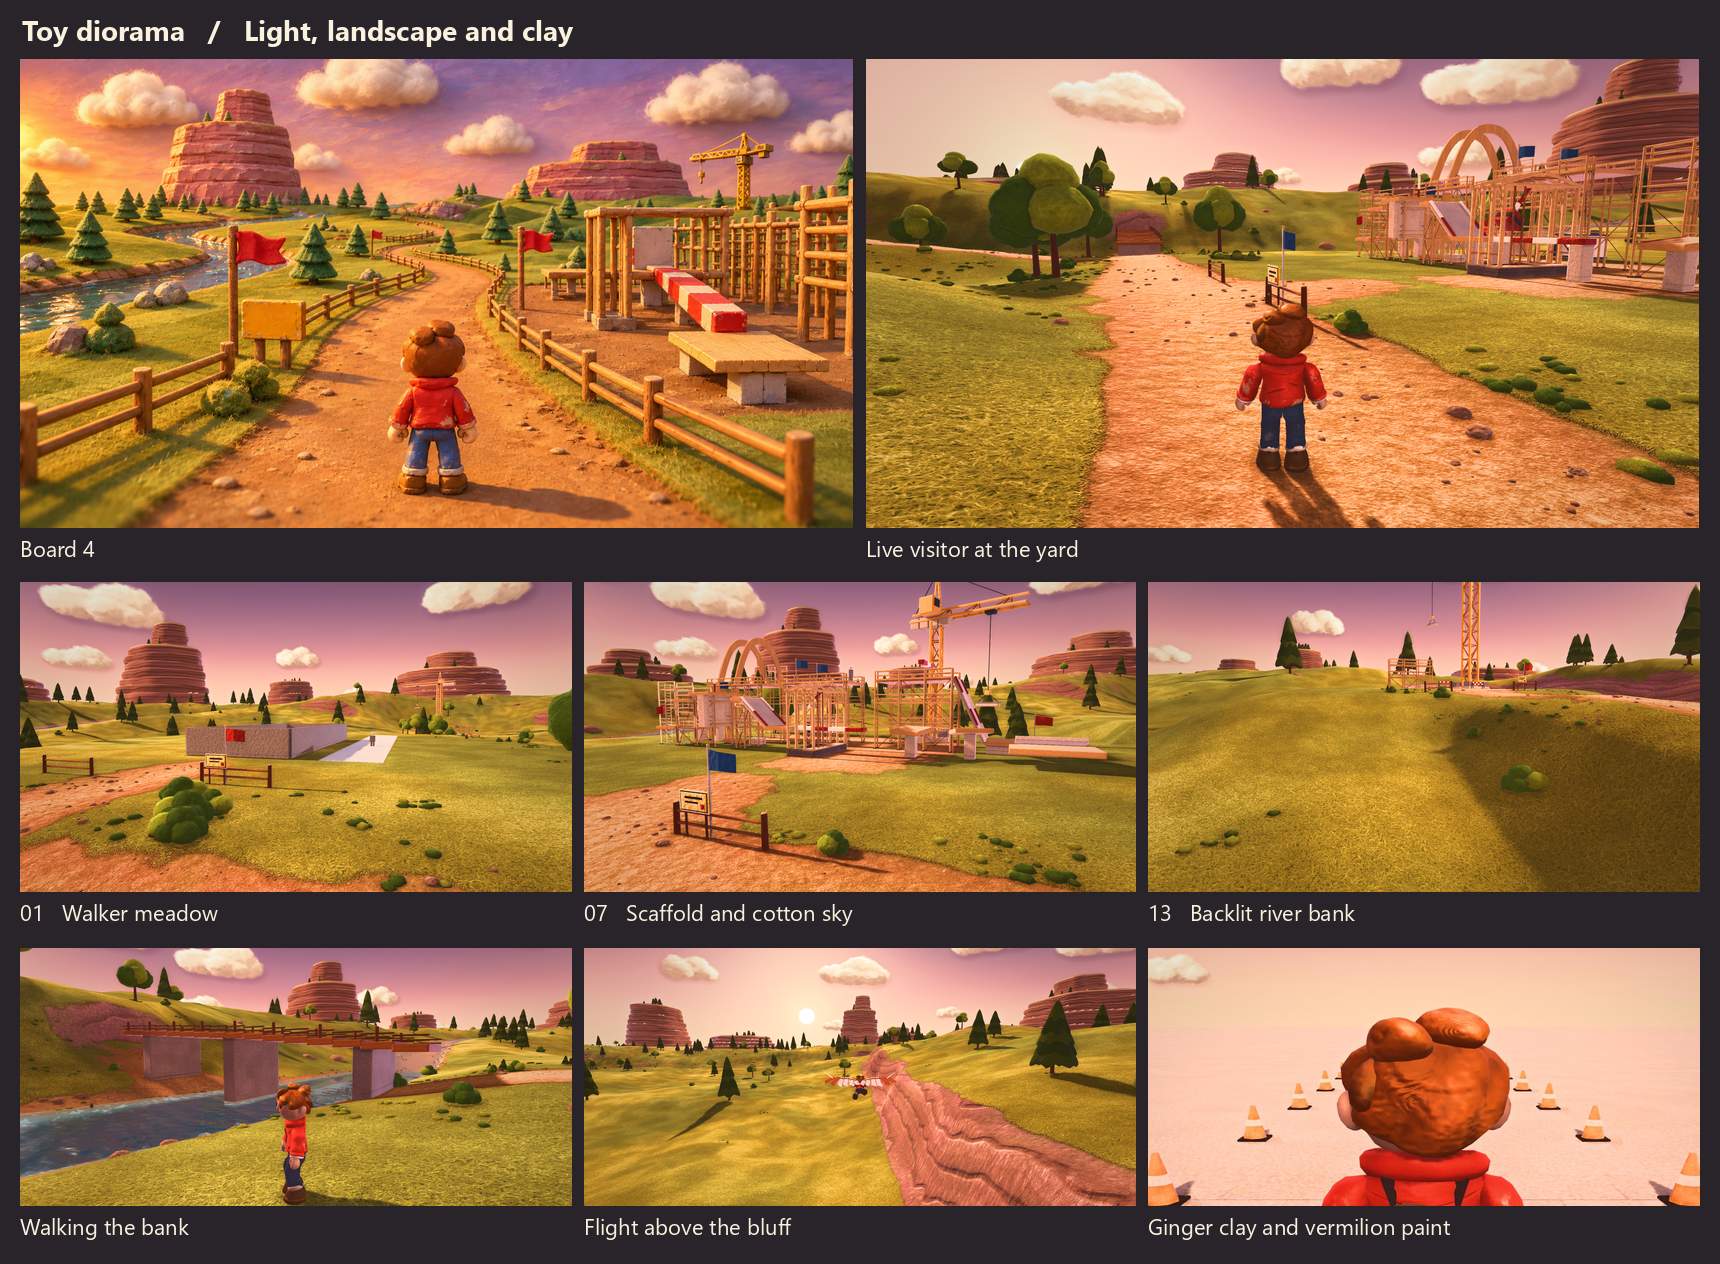 Toy diorama / Light, landscape and clay
Board 4
Live visitor at the yard
01 Walker meadow
07 Scaffold and cotton sky
13 Backlit river bank
Walking the bank
Flight above the bluff
Ginger clay and vermilion paint